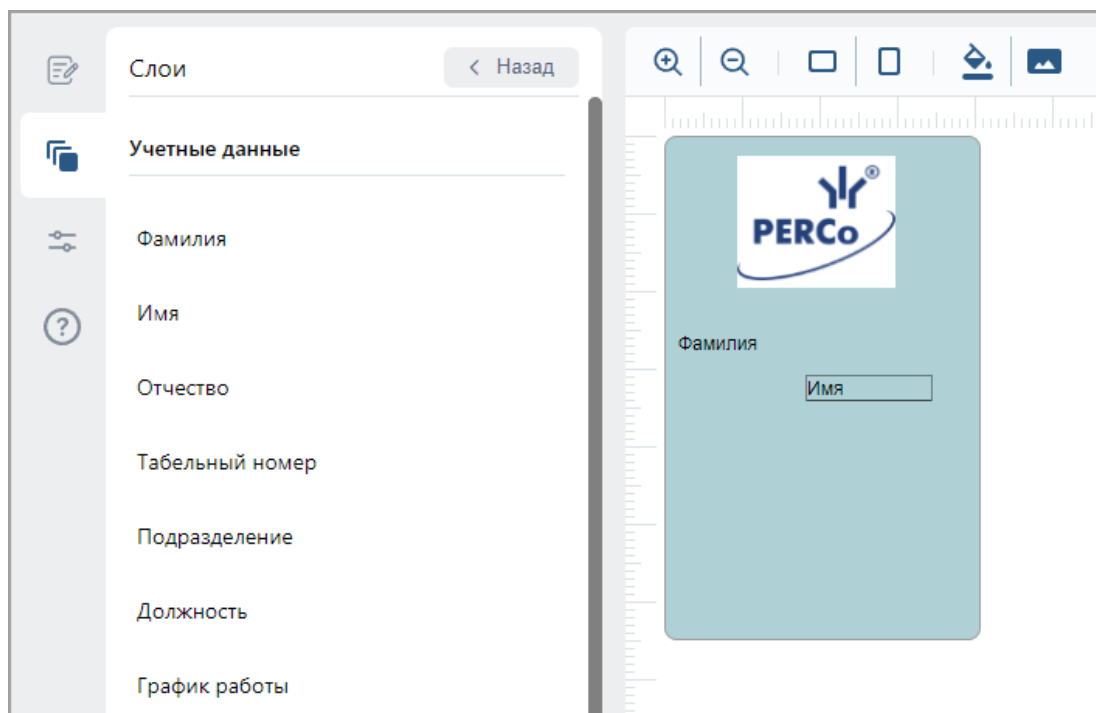 Слои
Назад
Учетные данные
Фамилия
Имя
Отчество
Табельный номер
Подразделение
Должность
График работы
PERCo®
Фамилия
Имя